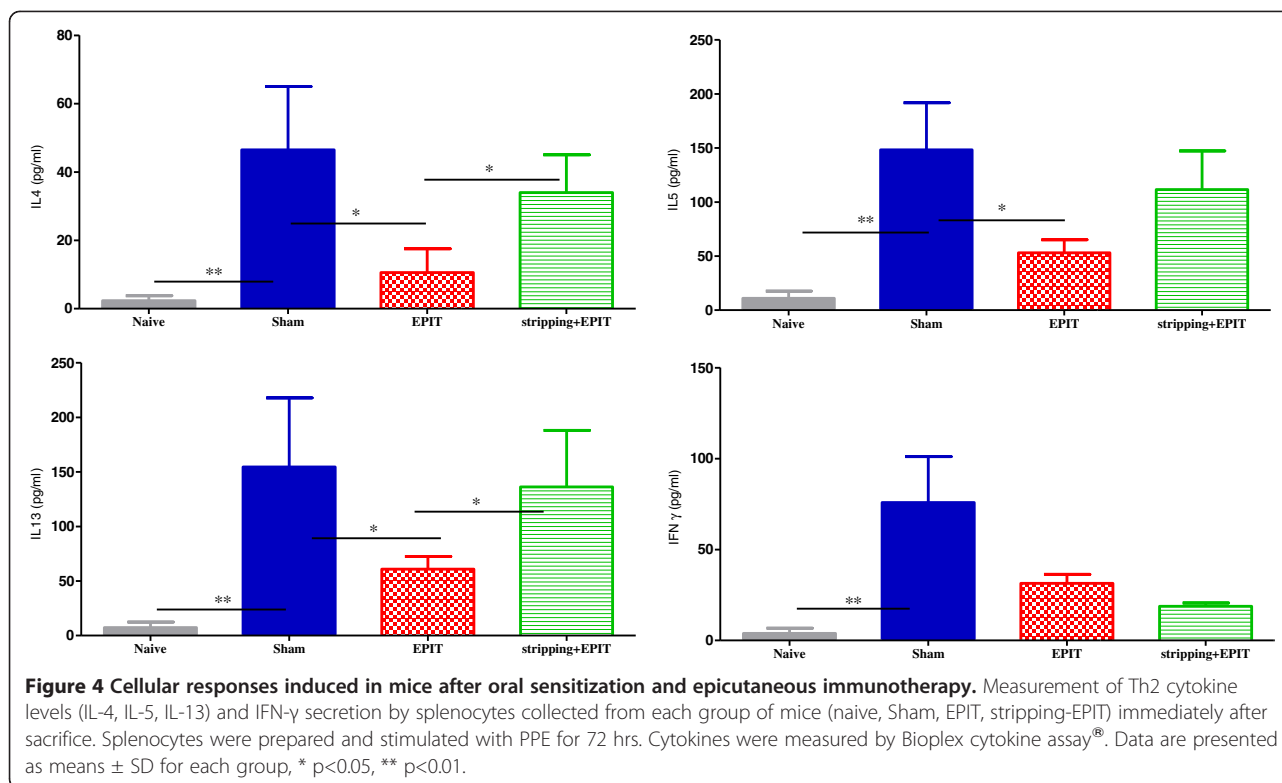 80
60
40
20
0
IL4 (pg/ml)
**
*
*
Naive Sham EPIT stripping+EPIT
250
200
150
100
50
0
IL5 (pg/ml)
**
*
Naive Sham EPIT stripping+EPIT
250
200
150
100
50
0
IL13 (pg/ml)
**
*
*
Naive Sham EPIT stripping+EPIT
150
100
50
0
IFN γ (pg/ml)
**
Naive Sham EPIT stripping+EPIT
Figure 4 Cellular responses induced in mice after oral sensitization and epicutaneous immunotherapy. Measurement of Th2 cytokine
levels (IL-4, IL-5, IL-13) and IFN-γ secretion by splenocytes collected from each group of mice (naive, Sham, EPIT, stripping-EPIT) immediately after
sacrifice. Splenocytes were prepared and stimulated with PPE for 72 hrs. Cytokines were measured by Bioplex cytokine assay®. Data are presented
as means ± SD for each group, * p<0.05, ** p<0.01.